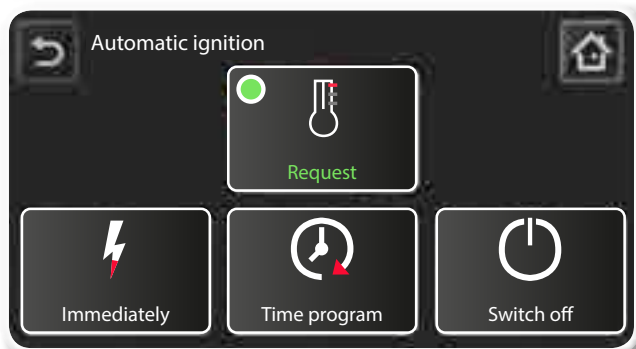 Automatic ignition
Request
Immediately
Time program
Switch off